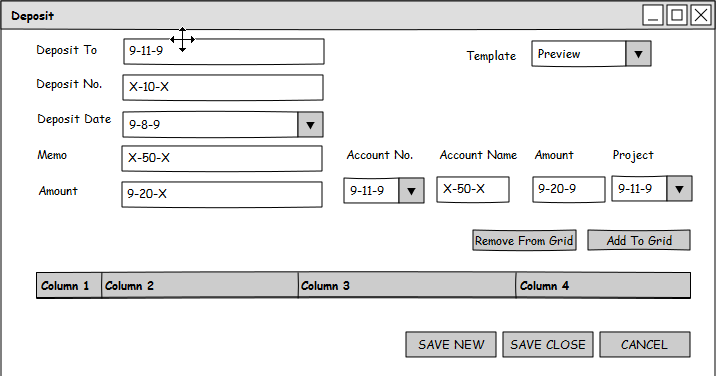 Deposit
Deposit To 9-11-9
Template Preview
Deposit No. X-10-X
Deposit Date 9-8-9
Memo X-50-X Account No. Account Name Amount Project
Amount 9-20-X 9-11-9 X-50-X 9-20-9 9-11-9
Remove From Grid Add To Grid
Column 1 Column 2 Column 3 Column 4
SAVE NEW SAVE CLOSE CANCEL